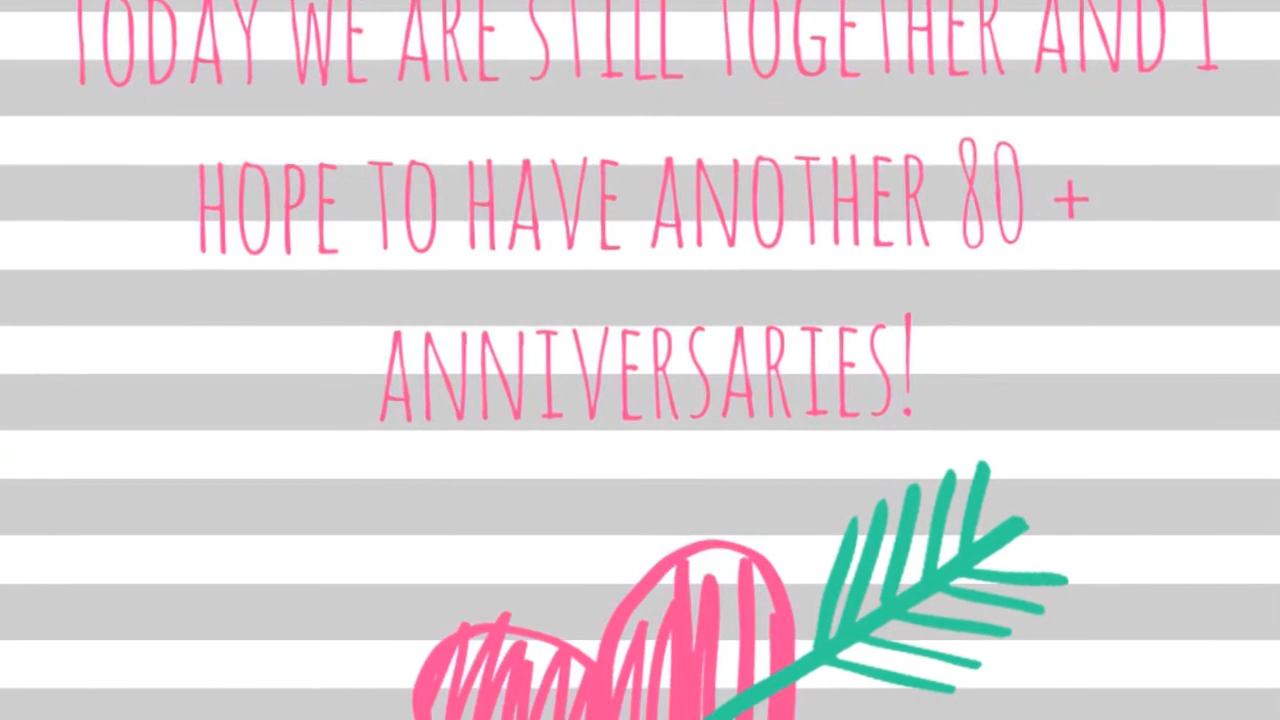 TODAY WE ARE STILL TOGETHER AND I
HOPE TO HAVE ANOTHER 80 +
ANNIVERSARIES!